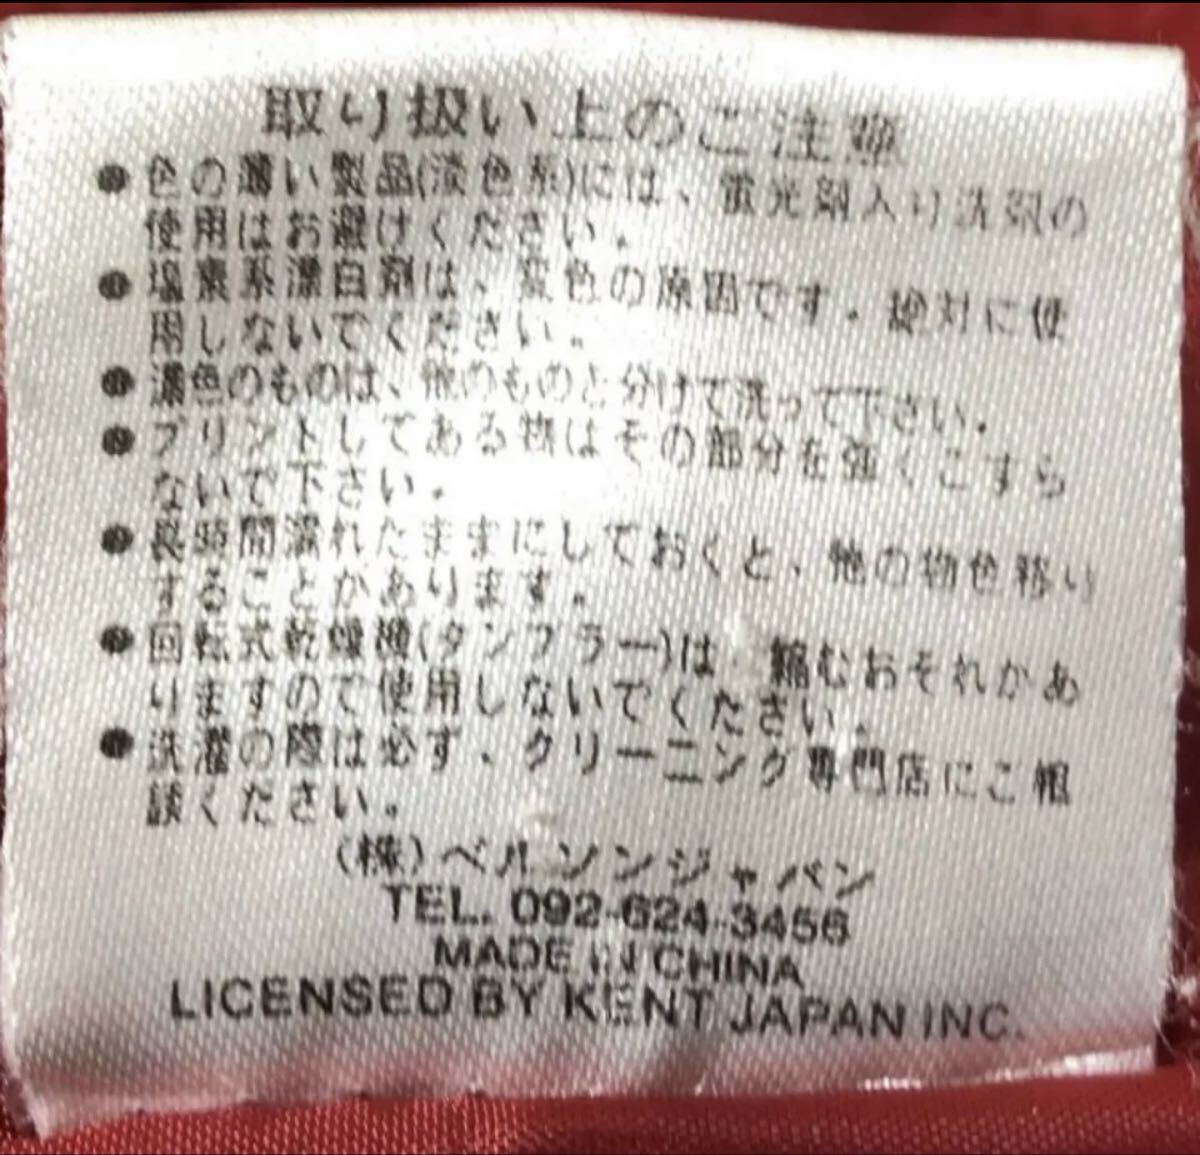 取り扱い上のご注意
●色の薄い製品(淡色系)には、蛍光剤入り洗剤の
使用はお避けください。
●塩素系漂白剤は、変色の原因です。絶対に使
用しないでください。
●濃色のものは、他のものと分けて洗って下さい。
●プリントしてある物はその部分を強くこすら
ないで下さい。
●長時間濡れたままにしておくと、他の物色移り
することがあります。
●回転式乾燥機(タンブラー)は、縮むおそれがあ
りますので使用しないでください。
●洗濯の際は必ず、クリーニング専門店にご相
談ください。
(株)ベルソンジャパン
TEL. 092-624-3456
MADE IN CHINA
LICENSED BY KENT JAPAN INC.